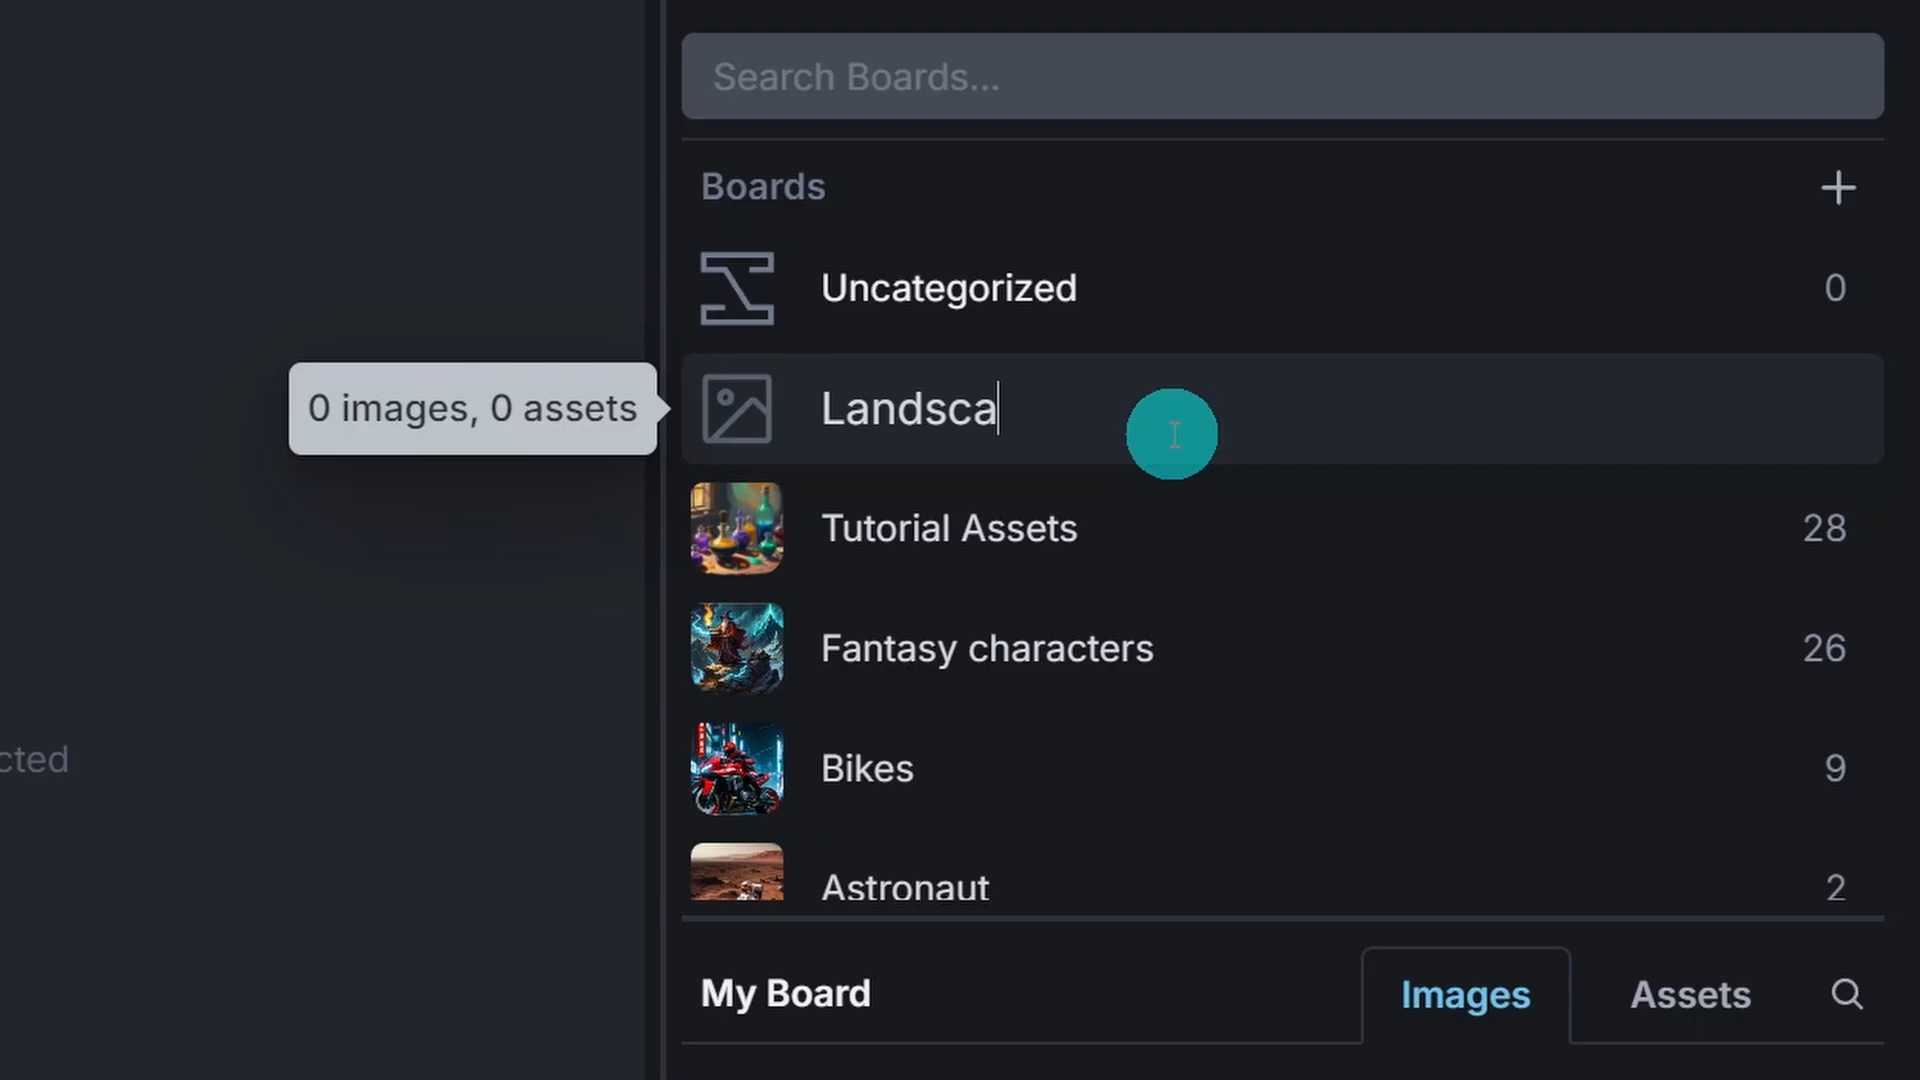 Search Boards...
Boards
Uncategorized 0
0 images, 0 assets
Landsca
Tutorial Assets 28
Fantasy characters 26
cted
Bikes 9
Astronaut 2
My Board Images Assets